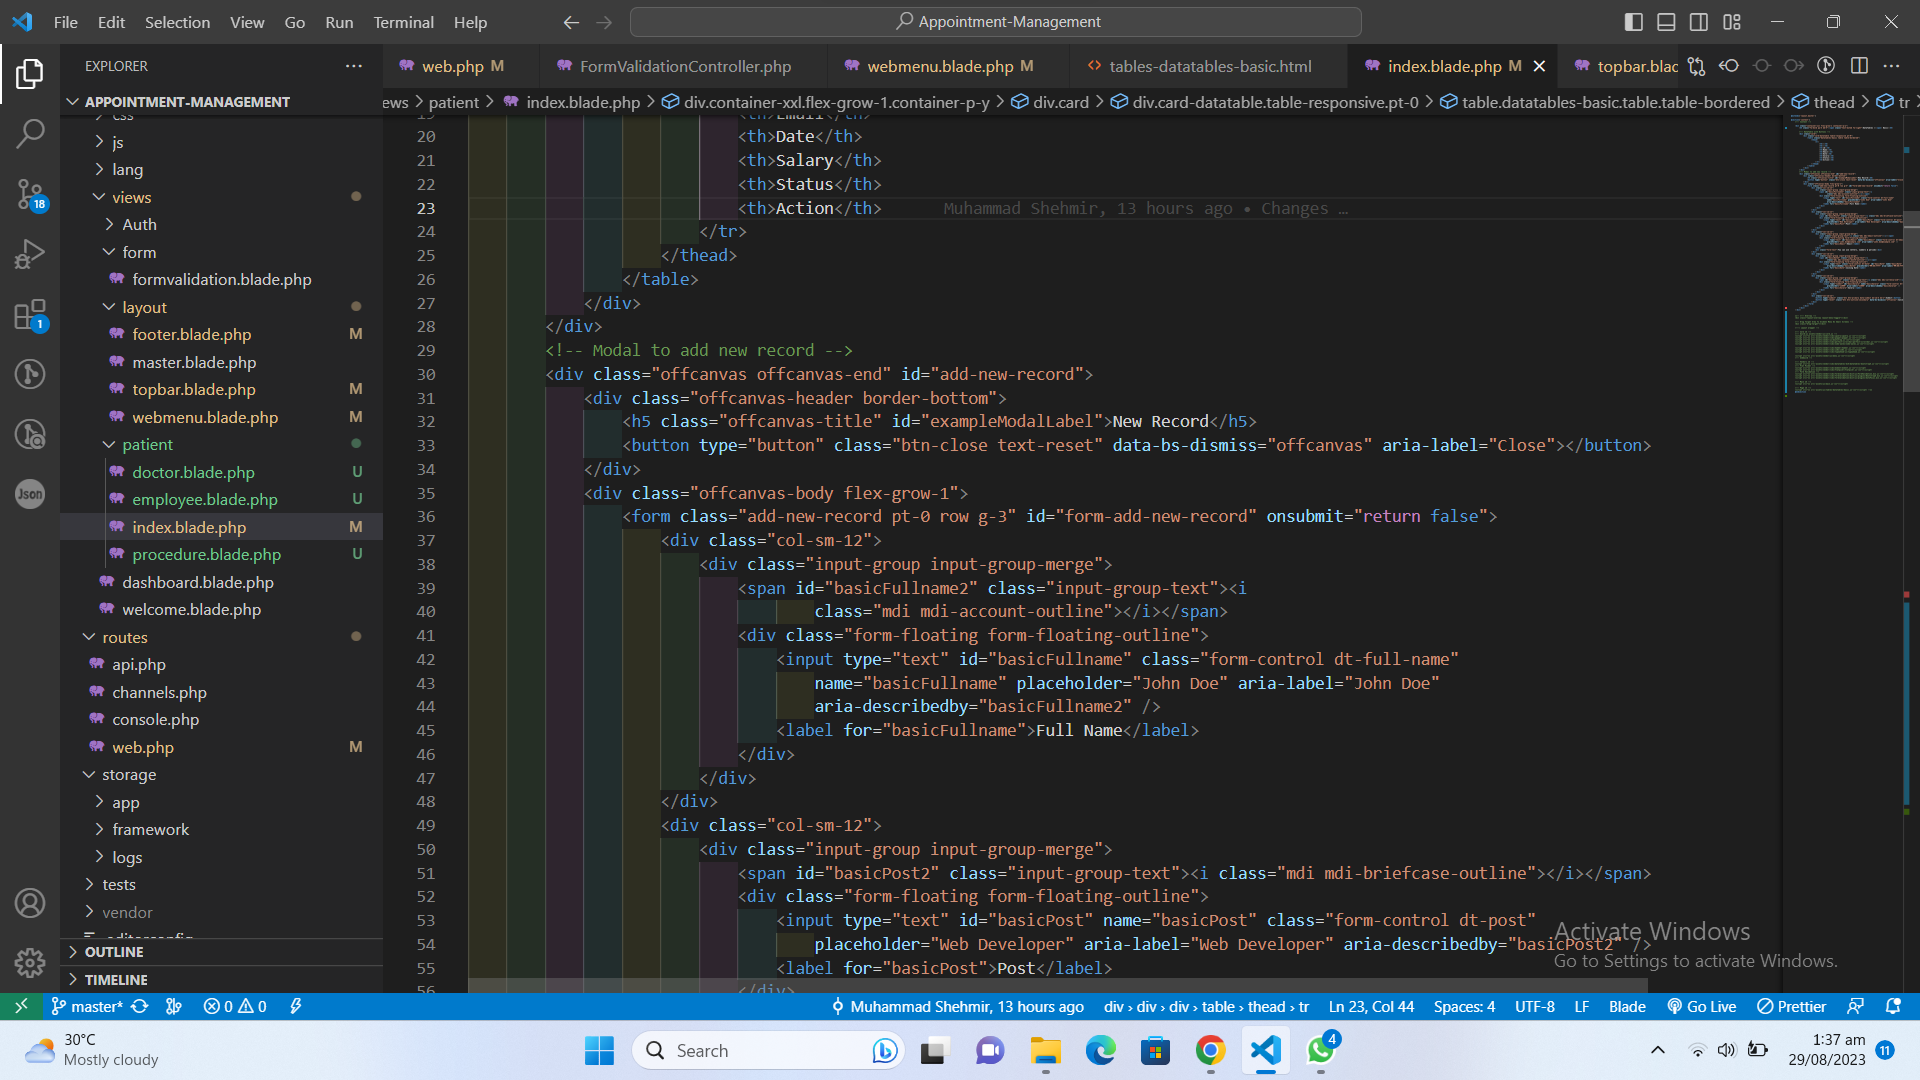 File Edit Selection View Go Run Terminal Help
Appointment-Management
EXPLORER
APPOINTMENT-MANAGEMENT
css
js
lang
views
Auth
form
formvalidation.blade.php
layout
footer.blade.php M
master.blade.php
topbar.blade.php M
webmenu.blade.php M
patient
doctor.blade.php U
employee.blade.php U
index.blade.php M
procedure.blade.php U
dashboard.blade.php
welcome.blade.php
routes
api.php
channels.php
console.php
web.php M
storage
app
framework
logs
tests
vendor
.editorconfig
OUTLINE
TIMELINE
18
1
Json
web.php M FormValidationController.php webmenu.blade.php M tables-datatables-basic.html index.blade.php M topbar.blac
ews > patient > index.blade.php > div.container-xxl.flex-grow-1.container-p-y > div.card > div.card-datatable.table-responsive.pt-0 > table.datatables-basic.table.table-bordered > thead > tr
19 <th>Email</th>
20 <th>Date</th>
21 <th>Salary</th>
22 <th>Status</th>
23 <th>Action</th> Muhammad Shehmir, 13 hours ago • Changes …
24 </tr>
25 </thead>
26 </table>
27 </div>
28 </div>
29 <!-- Modal to add new record -->
30 <div class="offcanvas offcanvas-end" id="add-new-record">
31 <div class="offcanvas-header border-bottom">
32 <h5 class="offcanvas-title" id="exampleModalLabel">New Record</h5>
33 <button type="button" class="btn-close text-reset" data-bs-dismiss="offcanvas" aria-label="Close"></button>
34 </div>
35 <div class="offcanvas-body flex-grow-1">
36 <form class="add-new-record pt-0 row g-3" id="form-add-new-record" onsubmit="return false">
37 <div class="col-sm-12">
38 <div class="input-group input-group-merge">
39 <span id="basicFullname2" class="input-group-text"><i
40 class="mdi mdi-account-outline"></i></span>
41 <div class="form-floating form-floating-outline">
42 <input type="text" id="basicFullname" class="form-control dt-full-name"
43 name="basicFullname" placeholder="John Doe" aria-label="John Doe"
44 aria-describedby="basicFullname2" />
45 <label for="basicFullname">Full Name</label>
46 </div>
47 </div>
48 </div>
49 <div class="col-sm-12">
50 <div class="input-group input-group-merge">
51 <span id="basicPost2" class="input-group-text"><i class="mdi mdi-briefcase-outline"></i></span>
52 <div class="form-floating form-floating-outline">
53 <input type="text" id="basicPost" name="basicPost" class="form-control dt-post"
54 placeholder="Web Developer" aria-label="Web Developer" aria-describedby="basicPost2" />
55 <label for="basicPost">Post</label>
56 </div>
Activate Windows
Go to Settings to activate Windows.
master* 0 0 Muhammad Shehmir, 13 hours ago div › div › div › table › thead › tr Ln 23, Col 44 Spaces: 4 UTF-8 LF Blade Go Live Prettier
30°C
Mostly cloudy
Search
4
1:37 am
29/08/2023
11